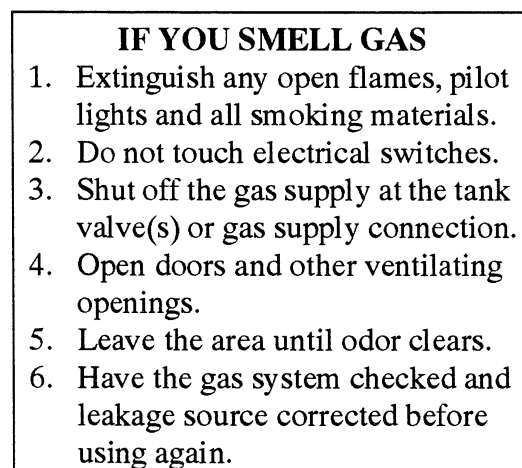 IF YOU SMELL GAS
1. Extinguish any open flames, pilot
lights and all smoking materials.
2. Do not touch electrical switches.
3. Shut off the gas supply at the tank
valve(s) or gas supply connection.
4. Open doors and other ventilating
openings.
5. Leave the area until odor clears.
6. Have the gas system checked and
leakage source corrected before
using again.